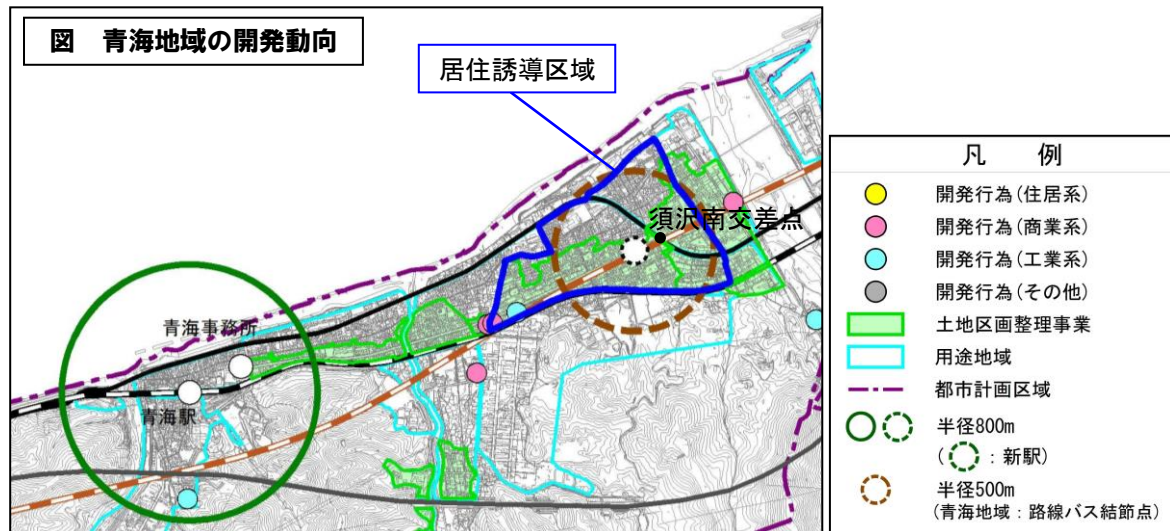 図　青海地域の開発動向
居住誘導区域
須沢南交差点
青海事務所
青海駅
凡　例
開発行為(住居系)
開発行為(商業系)
開発行為(工業系)
開発行為(その他)
土地区画整理事業
用途地域
都市計画区域
半径800m
(　：新駅)
半径500m
(青海地域：路線バス結節点)